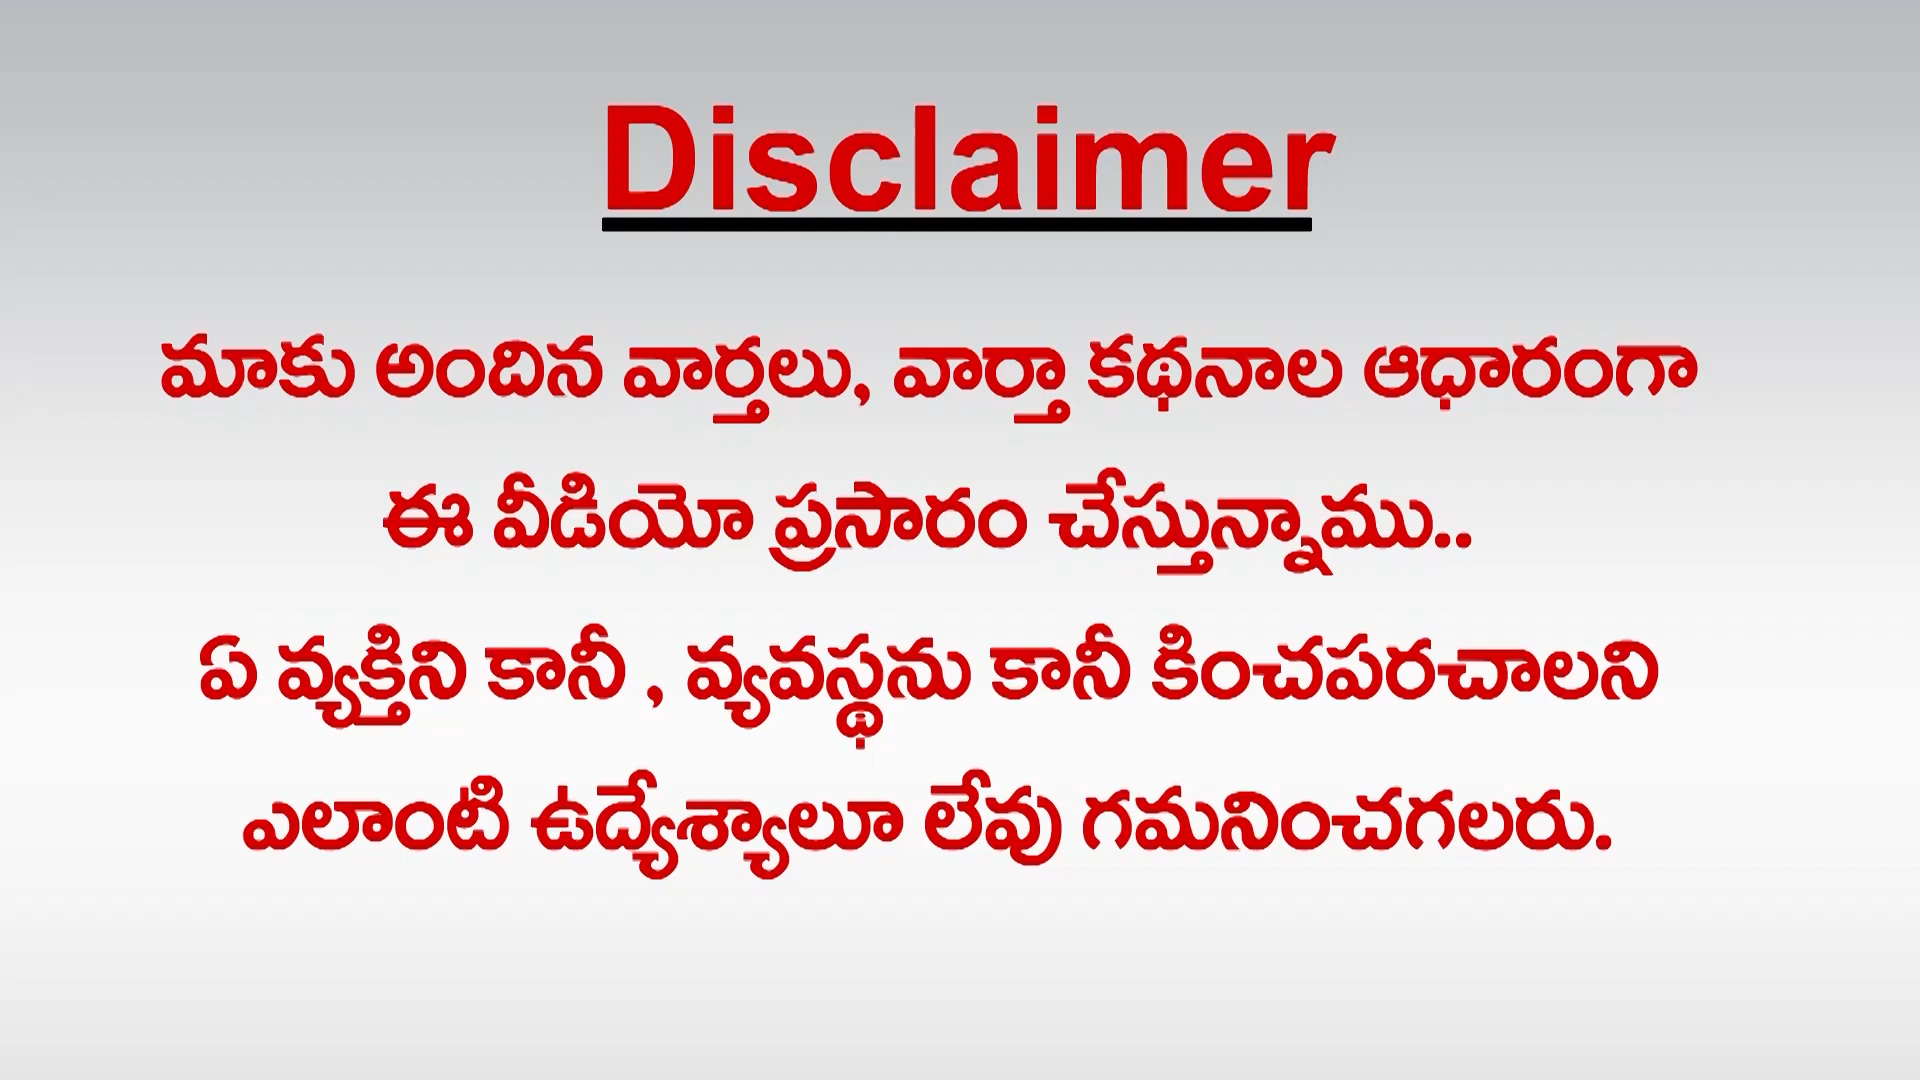 Disclaimer
మాకు అందిన వార్తలు, వార్తా కథనాల ఆధారంగా
ఈ వీడియో ప్రసారం చేస్తున్నాము..
ఏ వ్యక్తిని కానీ , వ్యవస్థను కానీ కించపరచాలని
ఎలాంటి ఉద్యేశ్యాలూ లేవు గమనించగలరు.